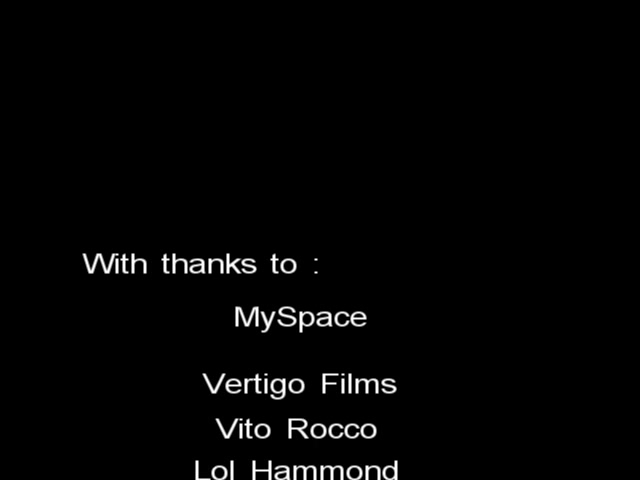 With thanks to :
MySpace
Vertigo Films
Vito Rocco
Lol Hammond